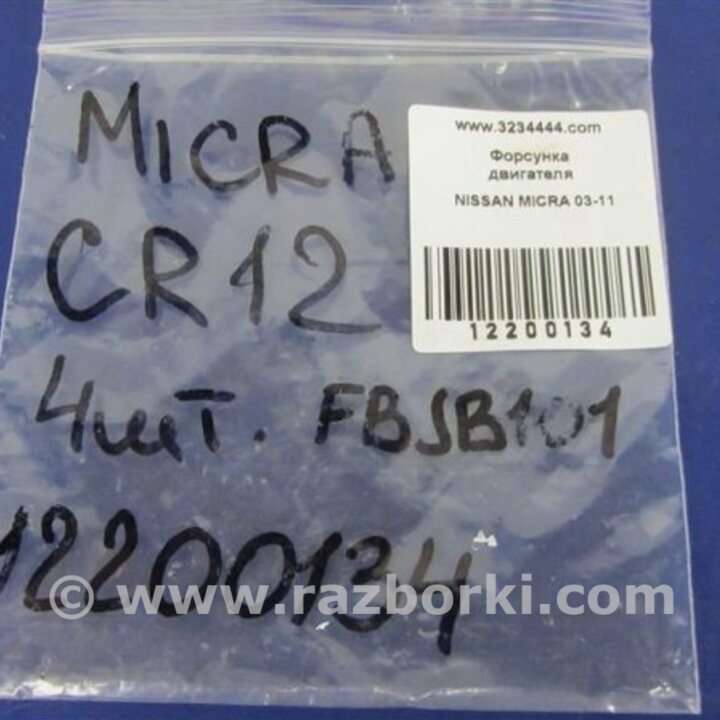 MICRA
CR12
4шт. FBJB101
12200134
www.3234444.com
Форсунка
двигателя
NISSAN MICRA 03-11
12200134
© www.razborki.com